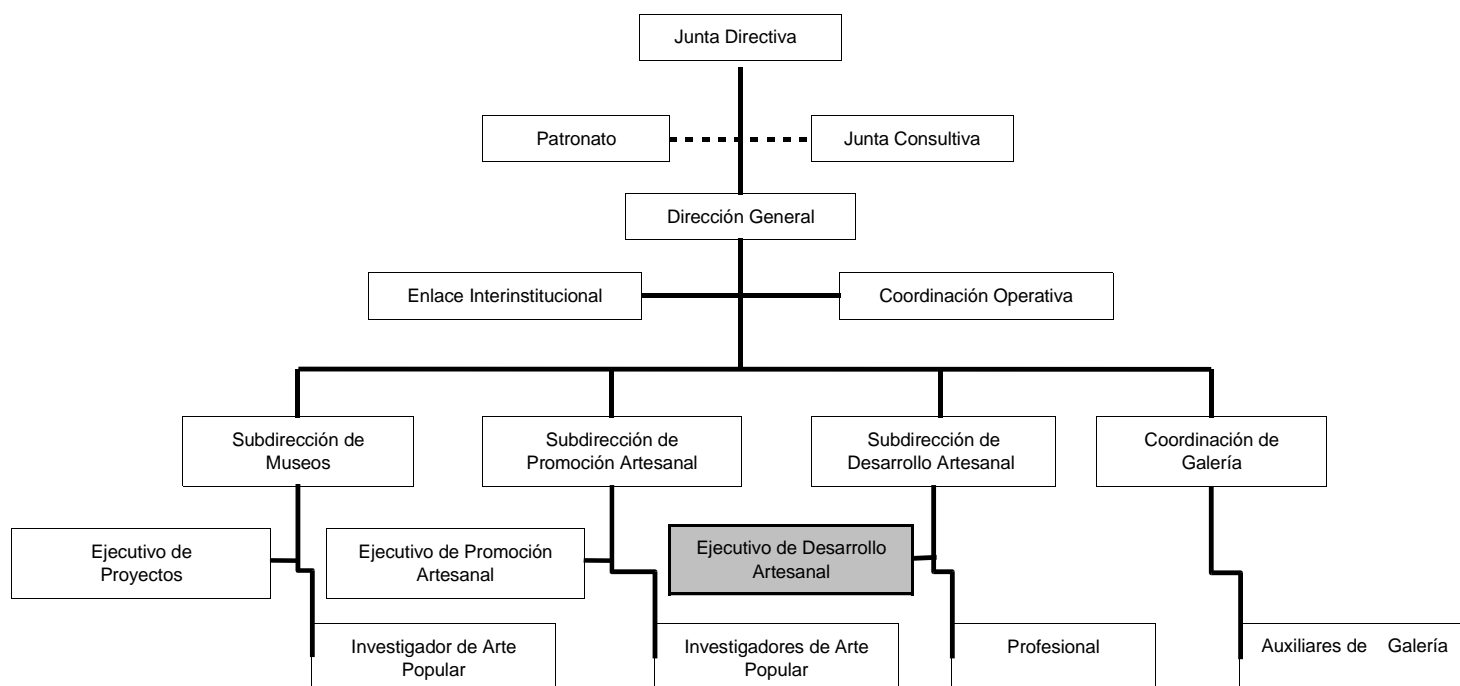 Junta Directiva
Patronato
Junta Consultiva
Dirección General
Enlace Interinstitucional
Coordinación Operativa
Subdirección de
Museos
Subdirección de
Promoción Artesanal
Subdirección de
Desarrollo Artesanal
Coordinación de
Galería
Ejecutivo de
Proyectos
Ejecutivo de Promoción
Artesanal
Ejecutivo de Desarrollo
Artesanal
Investigador de Arte
Popular
Investigadores de Arte
Popular
Profesional
Auxiliares de Galería